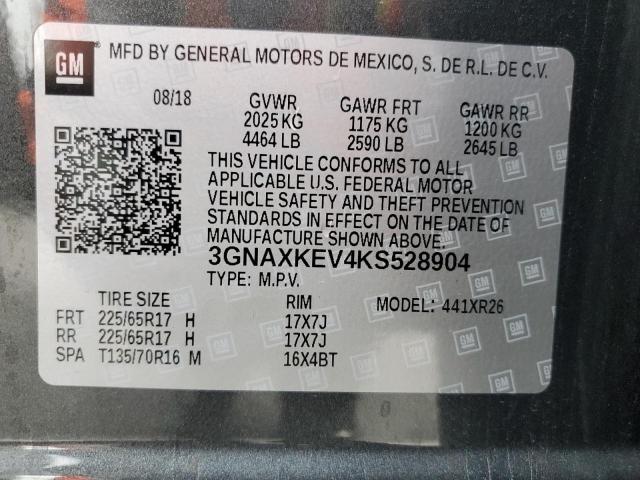 GM
MFD BY GENERAL MOTORS DE MEXICO, S. DE R.L. DE C.V.
08/18 GVWR GAWR FRT GAWR RR
2025 KG 1175 KG 1200 KG
4464 LB 2590 LB 2645 LB
THIS VEHICLE CONFORMS TO ALL
APPLICABLE U.S. FEDERAL MOTOR
VEHICLE SAFETY AND THEFT PREVENTION
STANDARDS IN EFFECT ON THE DATE OF
MANUFACTURE SHOWN ABOVE.
3GNAXKEV4KS528904
TYPE: M.P.V.
TIRE SIZE RIM MODEL: 441XR26
FRT 225/65R17 H 17X7J
RR 225/65R17 H 17X7J
SPA T135/70R16 M 16X4BT